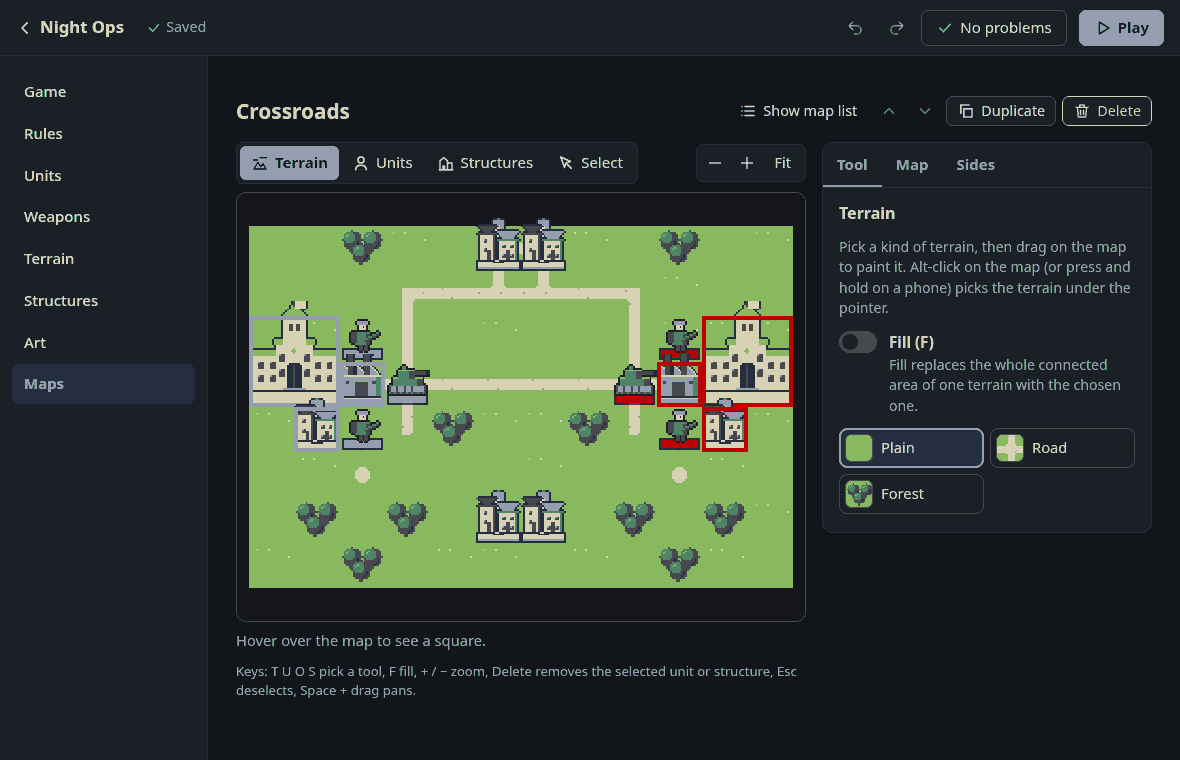 Night Ops
Saved
No problems
Play
Game
Rules
Units
Weapons
Terrain
Structures
Art
Maps
Crossroads
Show map list
Duplicate
Delete
Terrain
Units
Structures
Select
Fit
Tool
Map
Sides
Terrain
Pick a kind of terrain, then drag on the map
to paint it. Alt-click on the map (or press and
hold on a phone) picks the terrain under the
pointer.
Fill (F)
Fill replaces the whole connected
area of one terrain with the chosen
one.
Plain
Road
Forest
Hover over the map to see a square.
Keys: T U O S pick a tool, F fill, + / − zoom, Delete removes the selected unit or structure, Esc
deselects, Space + drag pans.